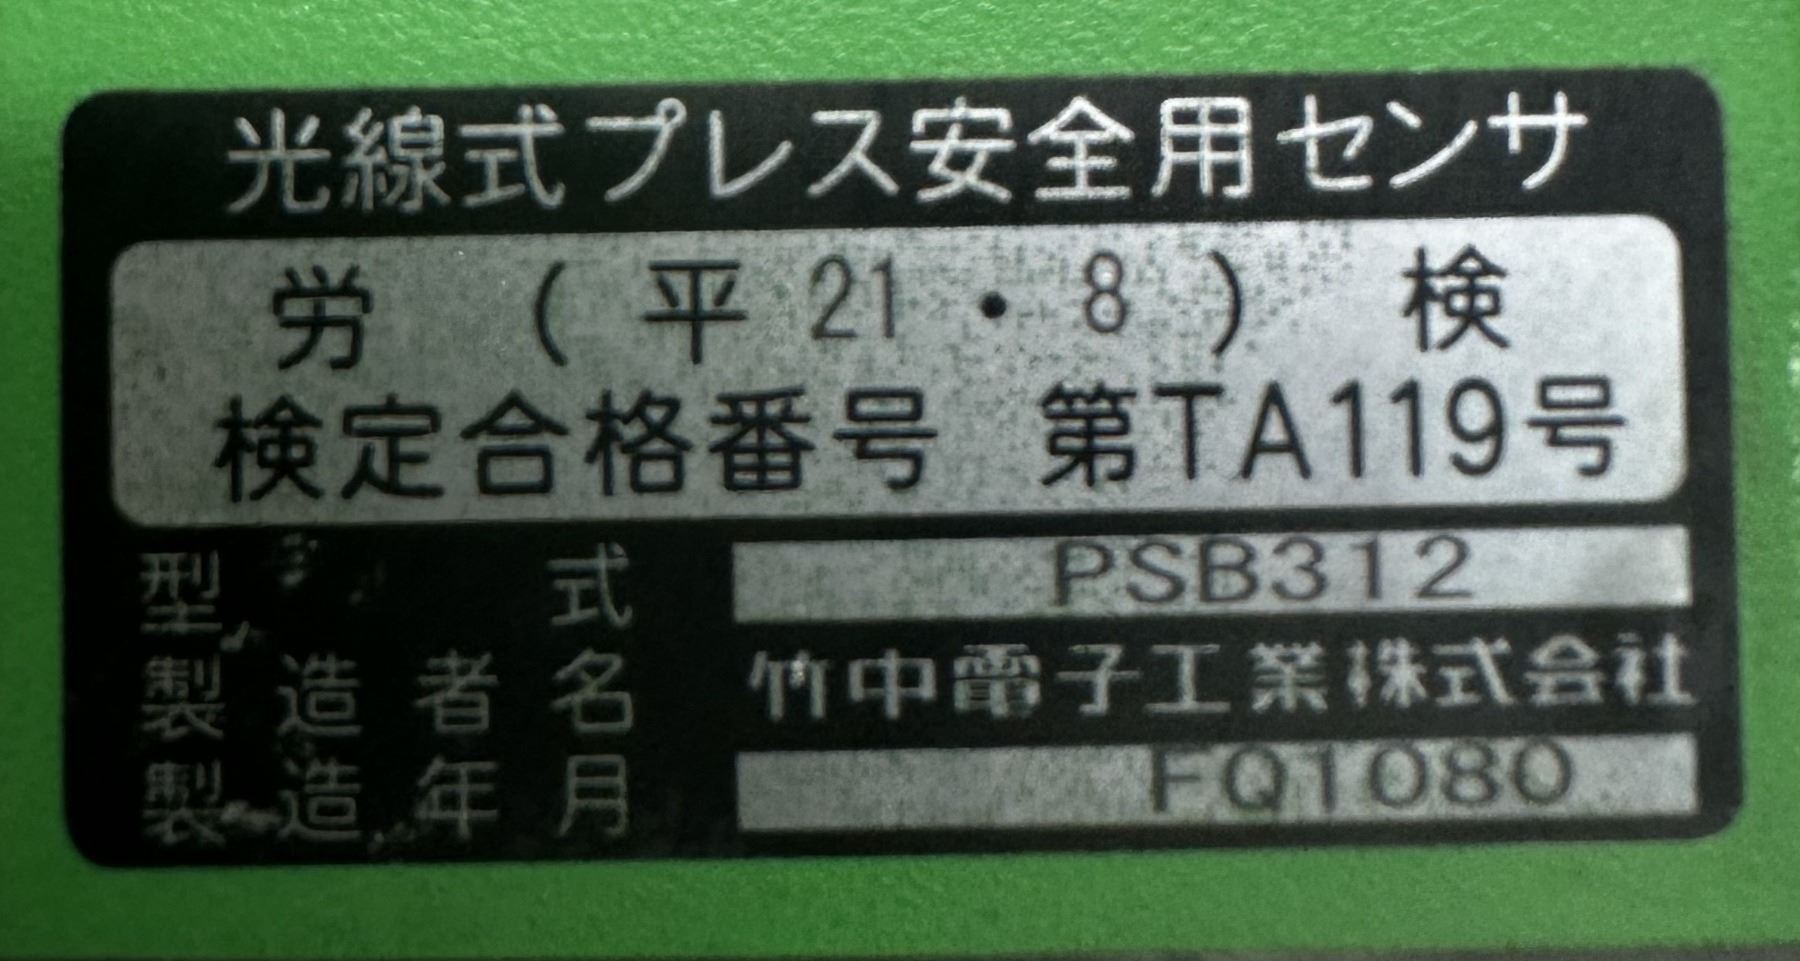 光線式プレス安全用センサ
労 ( 平 21 ・ 8 ) 検
検定合格番号 第TA119号
型 式 PSB312
製造者名 竹中電子工業株式会社
製造年月 FQ1080